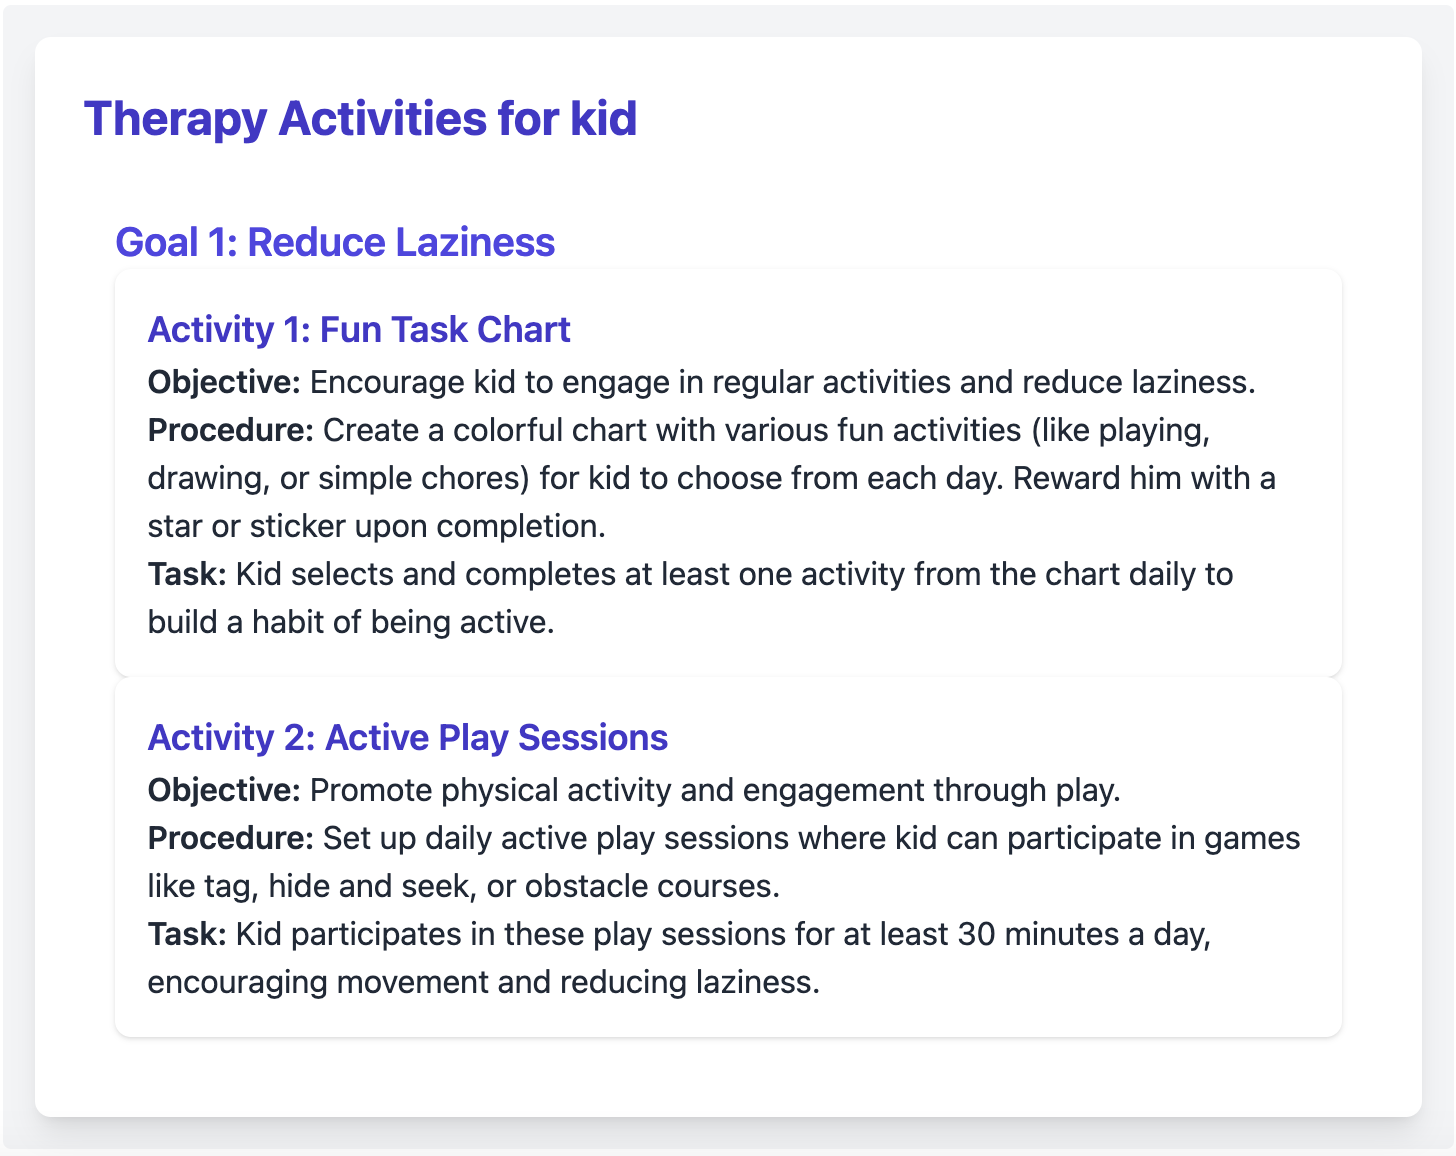 Therapy Activities for kid
Goal 1: Reduce Laziness
Activity 1: Fun Task Chart
Objective: Encourage kid to engage in regular activities and reduce laziness.
Procedure: Create a colorful chart with various fun activities (like playing,
drawing, or simple chores) for kid to choose from each day. Reward him with a
star or sticker upon completion.
Task: Kid selects and completes at least one activity from the chart daily to
build a habit of being active.
Activity 2: Active Play Sessions
Objective: Promote physical activity and engagement through play.
Procedure: Set up daily active play sessions where kid can participate in games
like tag, hide and seek, or obstacle courses.
Task: Kid participates in these play sessions for at least 30 minutes a day,
encouraging movement and reducing laziness.